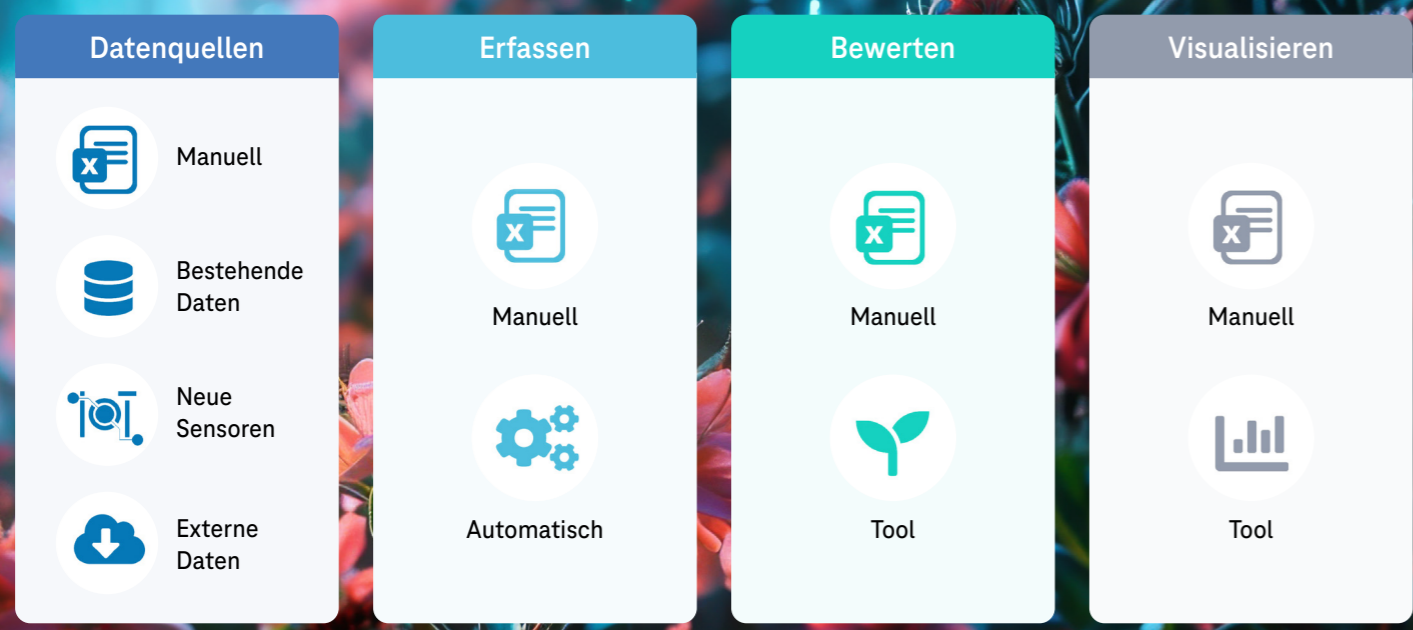 Datenquellen
Manuell
Bestehende
Daten
Neue
Sensoren
Externe
Daten
Erfassen
Manuell
Automatisch
Bewerten
Manuell
Tool
Visualisieren
Manuell
Tool